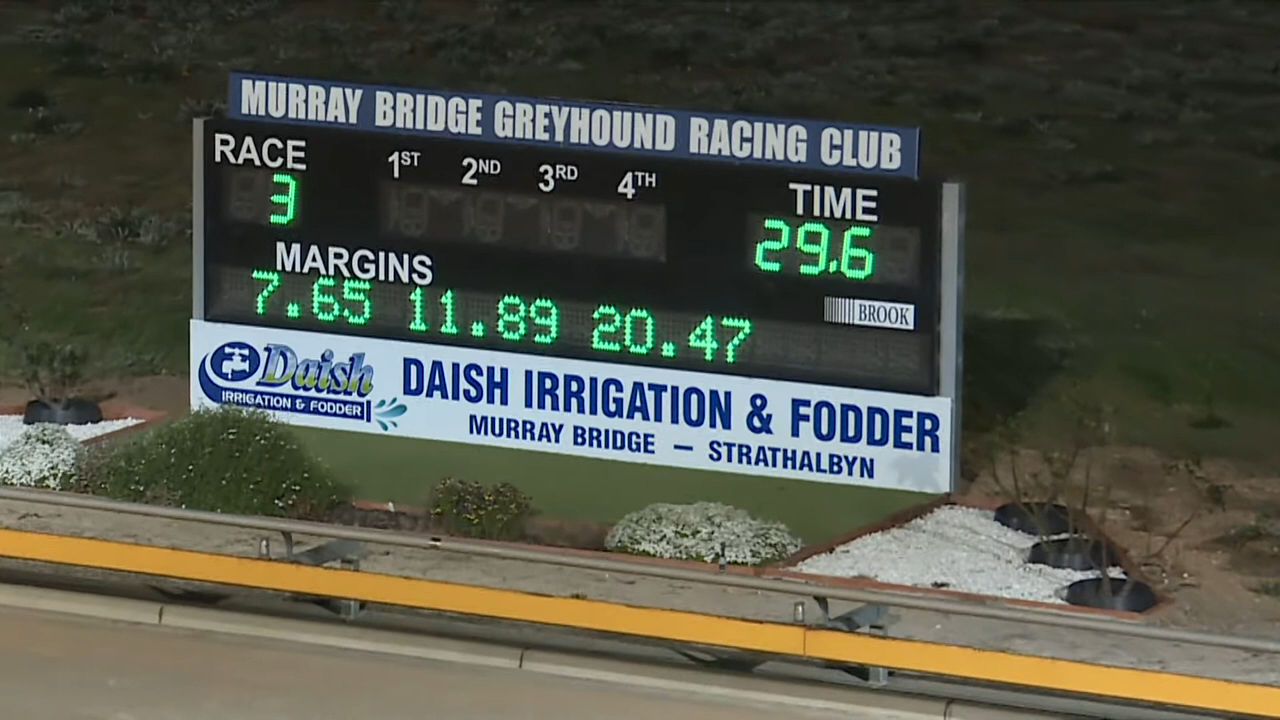 MURRAY BRIDGE GREYHOUND RACING CLUB
RACE 1ST 2ND 3RD 4TH TIME
3 29.6
MARGINS
7.65 11.89 20.47
BROOK
Daish
IRRIGATION & FODDER
DAISH IRRIGATION & FODDER
MURRAY BRIDGE – STRATHALBYN